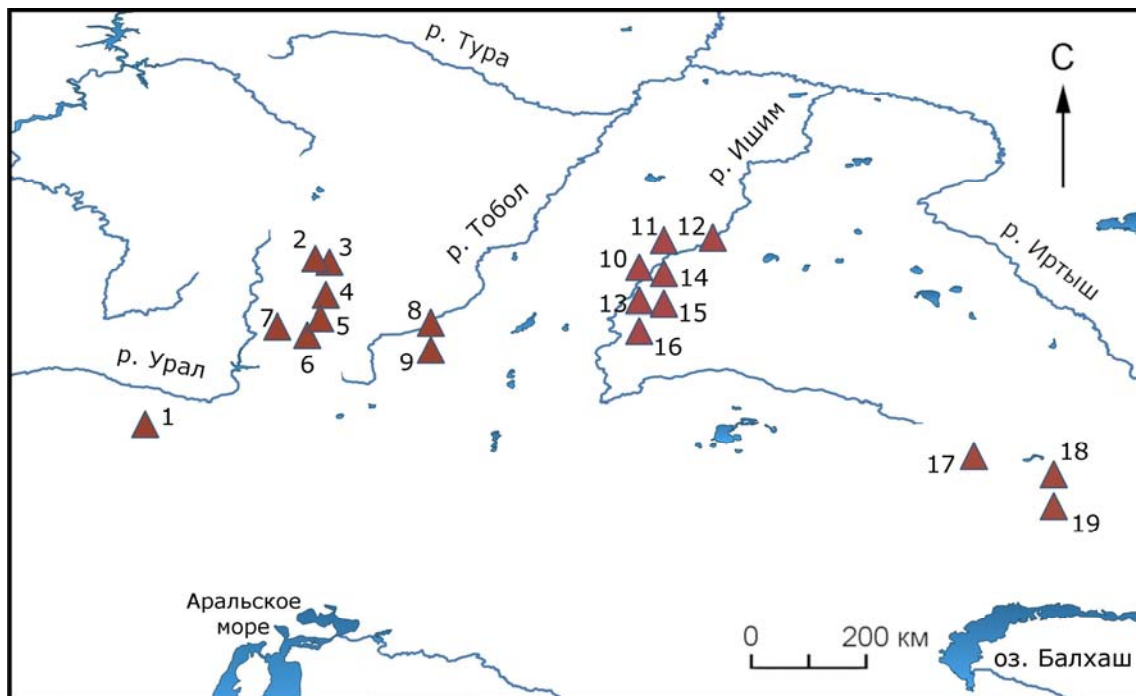 р. Тура
С
р. Ишим
р. Тобол
р. Иртыш
2
3
11
12
10
14
4
7
5
13
15
8
6
16
9
р. Урал
1
17
18
19
Аральское
море
0
200 км
оз. Балхаш